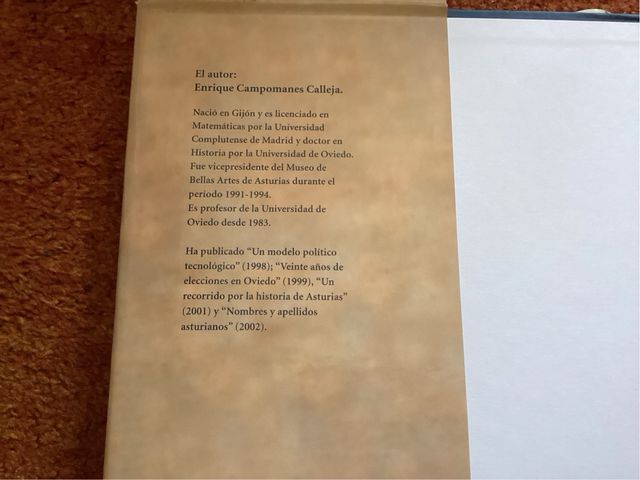 El autor:
Enrique Campomanes Calleja.
Nació en Gijón y es licenciado en
Matemáticas por la Universidad
Complutense de Madrid y doctor en
Historia por la Universidad de Oviedo.
Fue vicepresidente del Museo de
Bellas Artes de Asturias durante el
período 1991-1994.
Es profesor de la Universidad de
Oviedo desde 1983.
Ha publicado “Un modelo político
tecnológico” (1998); “Veinte años de
elecciones en Oviedo” (1999), “Un
recorrido por la historia de Asturias”
(2001) y “Nombres y apellidos
asturianos” (2002).